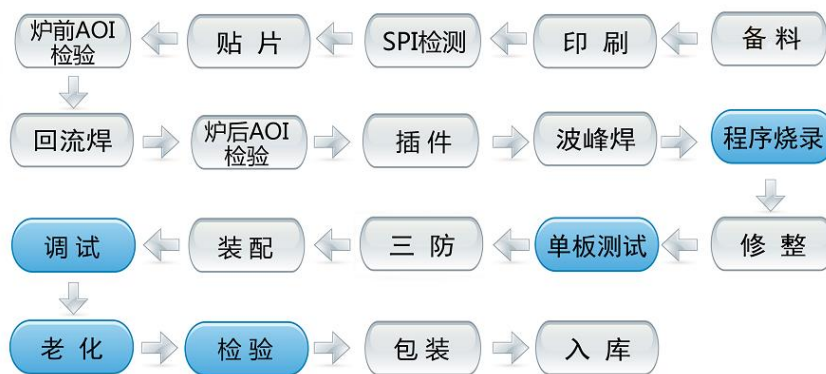 炉前AOI
检验
贴 片
SPI检测
印 刷
备 料
回流焊
炉后AOI
检验
插 件
波峰焊
程序烧录
调 试
装 配
三 防
单板测试
修 整
老 化
检 验
包 装
入 库